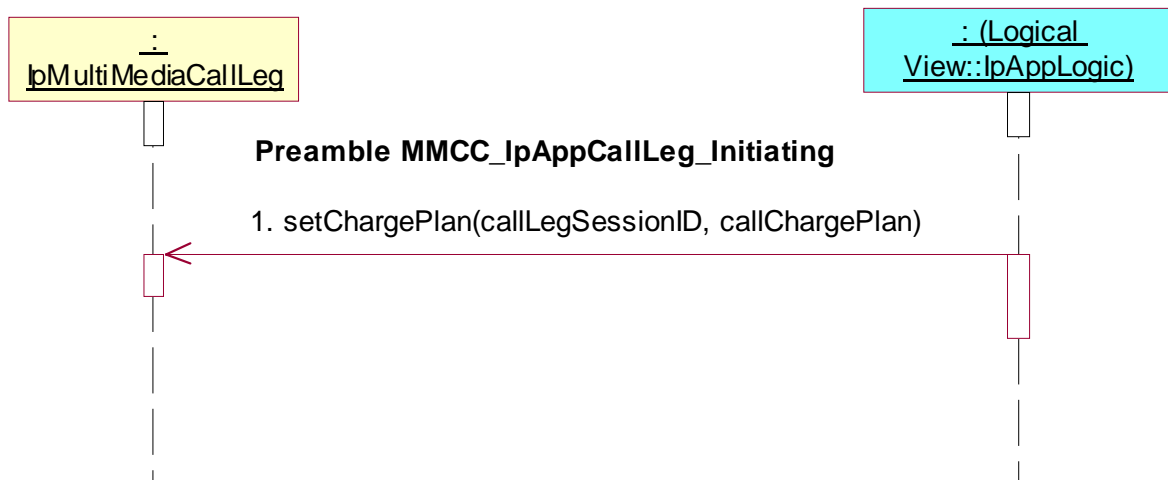 :
IpMultiMediaCallLeg
: (Logical
View::IpAppLogic)
Preamble MMCC_IpAppCallLeg_Initiating
1. setChargePlan(callLegSessionID, callChargePlan)